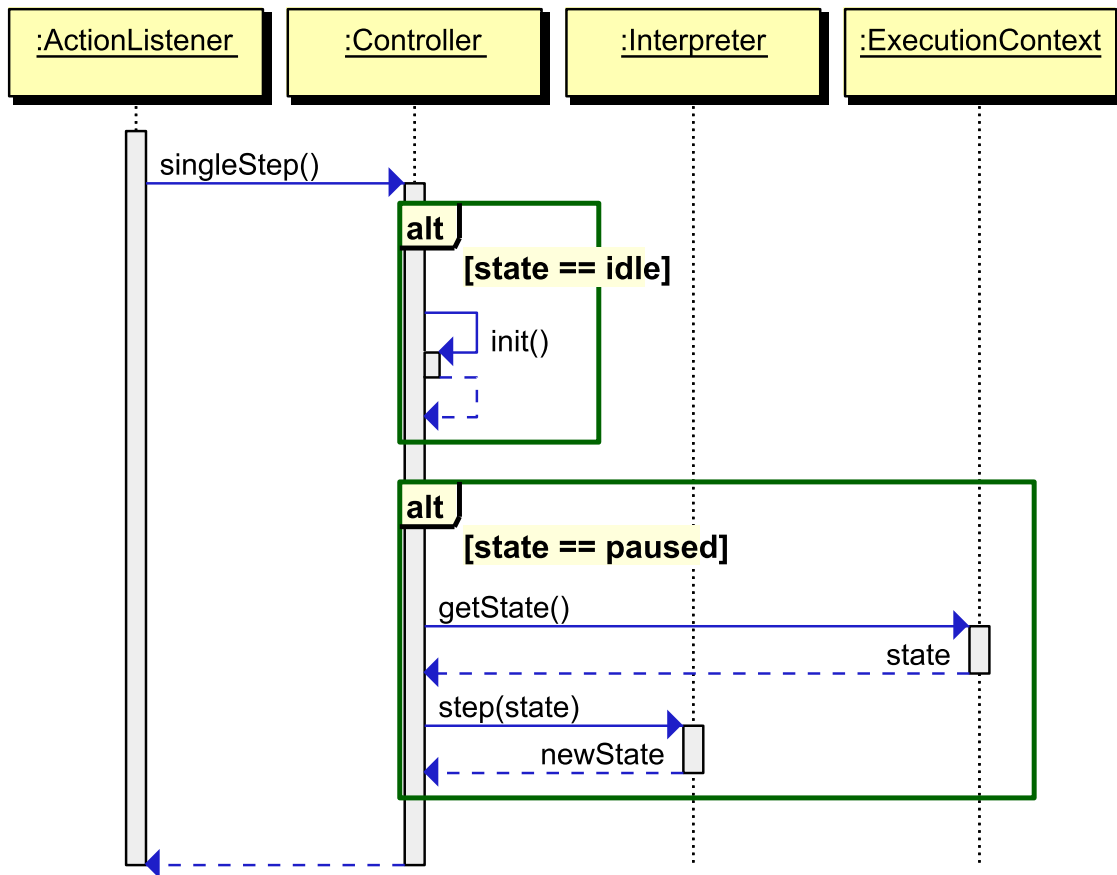 :ActionListener
:Controller
:Interpreter
:ExecutionContext
singleStep()
alt
[state == idle]
init()
alt
[state == paused]
getState()
state
step(state)
newState